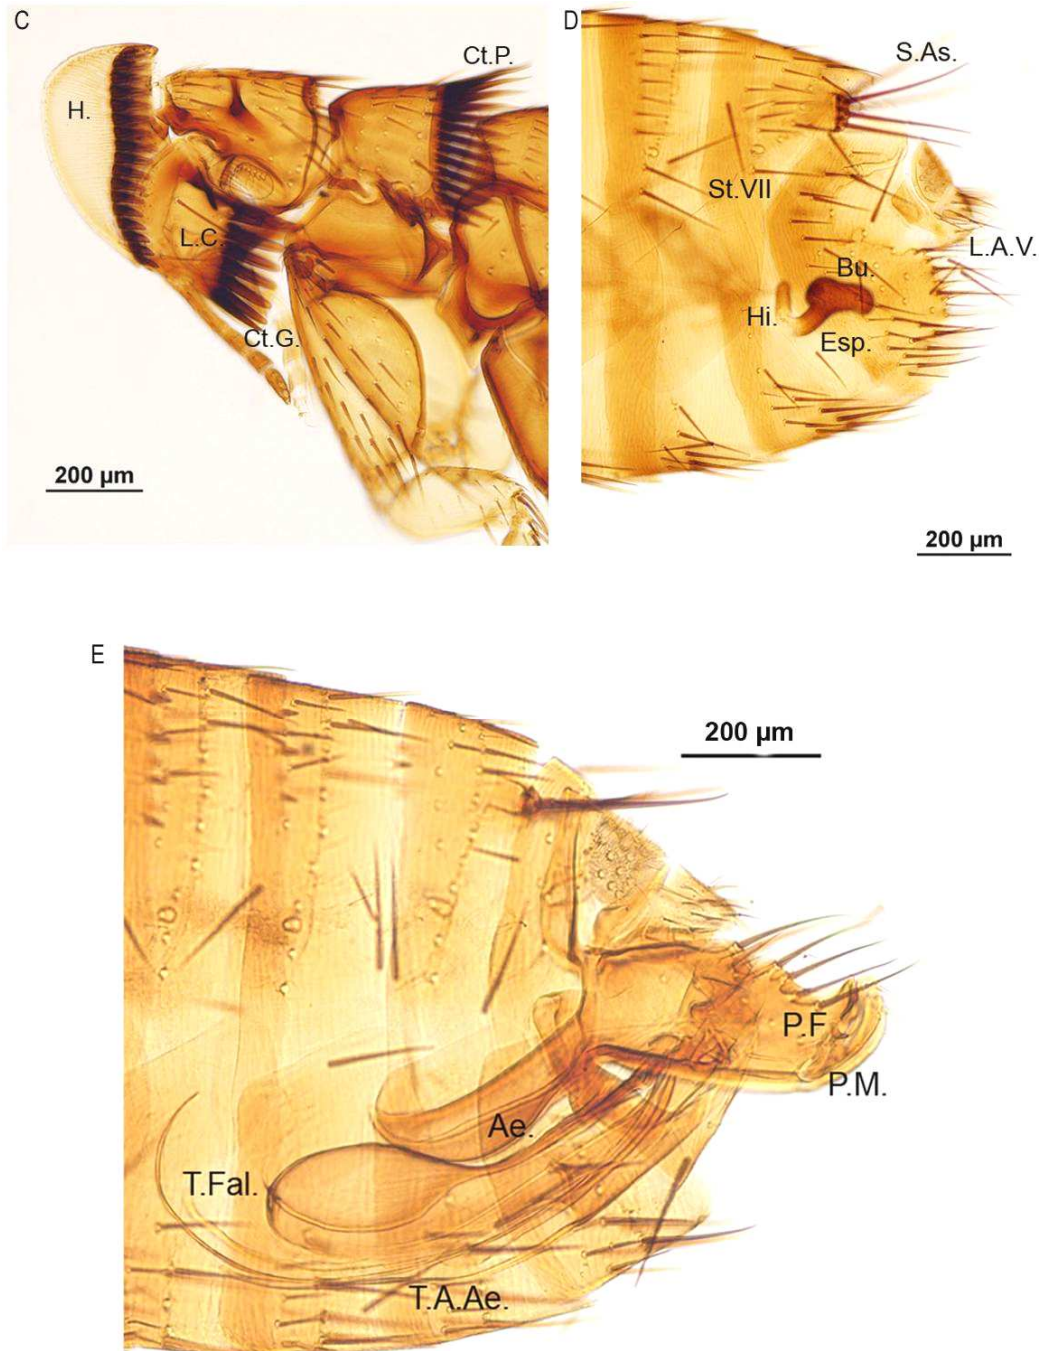 C
Ct.P.
H.
L.C.
Ct.G.
200 µm
D
S.As.
St.VII
L.A.V.
Bu.
Hi.
Esp.
200 µm
E
200 µm
P.F
P.M.
Ae.
T.Fal.
T.A.Ae.